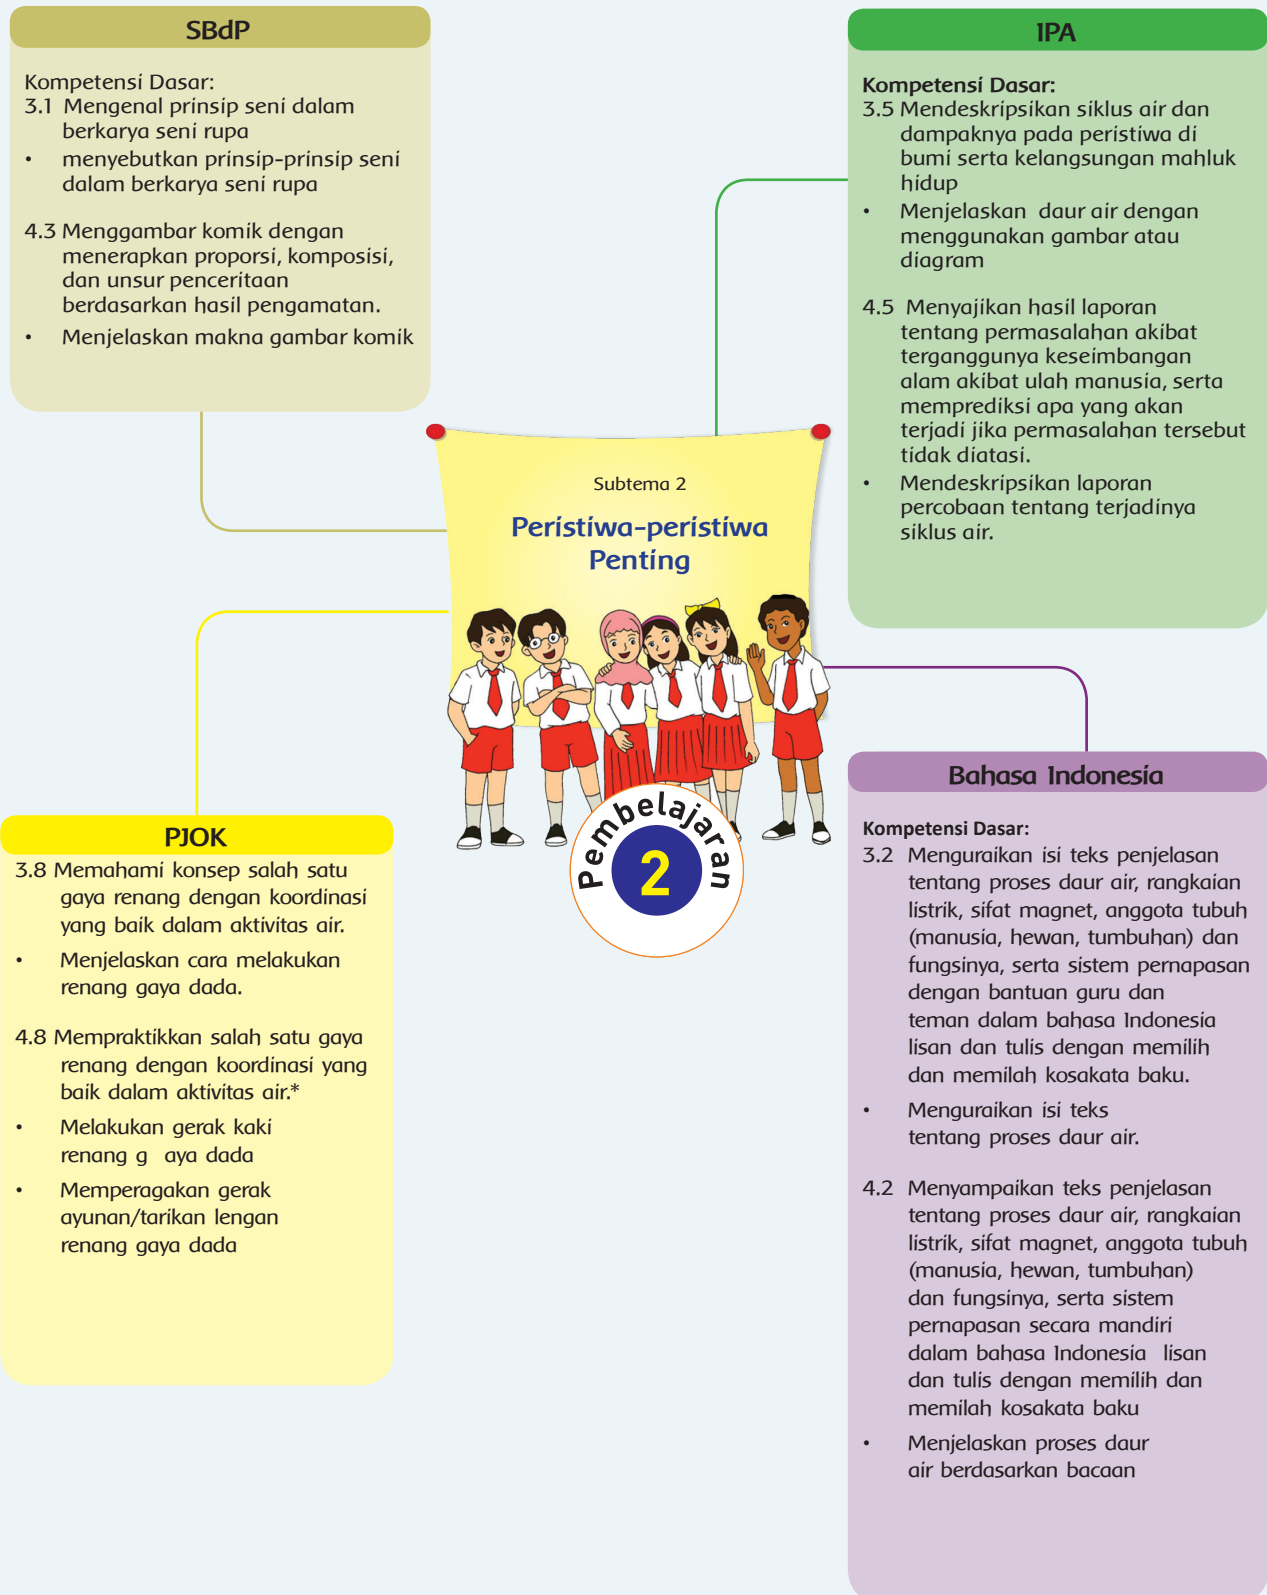 SBdP
Kompetensi Dasar:
3.1 Mengenal prinsip seni dalam
berkarya seni rupa
• menyebutkan prinsip-prinsip seni
dalam berkarya seni rupa
4.3 Menggambar komik dengan
menerapkan proporsi, komposisi,
dan unsur penceritaan
berdasarkan hasil pengamatan.
• Menjelaskan makna gambar komik
IPA
Kompetensi Dasar:
3.5 Mendeskripsikan siklus air dan
dampaknya pada peristiwa di
bumi serta kelangsungan mahluk
hidup
• Menjelaskan daur air dengan
menggunakan gambar atau
diagram
4.5 Menyajikan hasil laporan
tentang permasalahan akibat
terganggunya keseimbangan
alam akibat ulah manusia, serta
memprediksi apa yang akan
terjadi jika permasalahan tersebut
tidak diatasi.
• Mendeskripsikan laporan
percobaan tentang terjadinya
siklus air.
Subtema 2
Peristiwa-peristiwa
Penting
Pembelajaran
2
PJOK
3.8 Memahami konsep salah satu
gaya renang dengan koordinasi
yang baik dalam aktivitas air.
• Menjelaskan cara melakukan
renang gaya dada.
4.8 Mempraktikkan salah satu gaya
renang dengan koordinasi yang
baik dalam aktivitas air.*
• Melakukan gerak kaki
renang g aya dada
• Memperagakan gerak
ayunan/tarikan lengan
renang gaya dada
Bahasa Indonesia
Kompetensi Dasar:
3.2 Menguraikan isi teks penjelasan
tentang proses daur air, rangkaian
listrik, sifat magnet, anggota tubuh
(manusia, hewan, tumbuhan) dan
fungsinya, serta sistem pernapasan
dengan bantuan guru dan
teman dalam bahasa Indonesia
lisan dan tulis dengan memilih
dan memilah kosakata baku.
• Menguraikan isi teks
tentang proses daur air.
4.2 Menyampaikan teks penjelasan
tentang proses daur air, rangkaian
listrik, sifat magnet, anggota tubuh
(manusia, hewan, tumbuhan)
dan fungsinya, serta sistem
pernapasan secara mandiri
dalam bahasa Indonesia lisan
dan tulis dengan memilih dan
memilah kosakata baku
• Menjelaskan proses daur
air berdasarkan bacaan